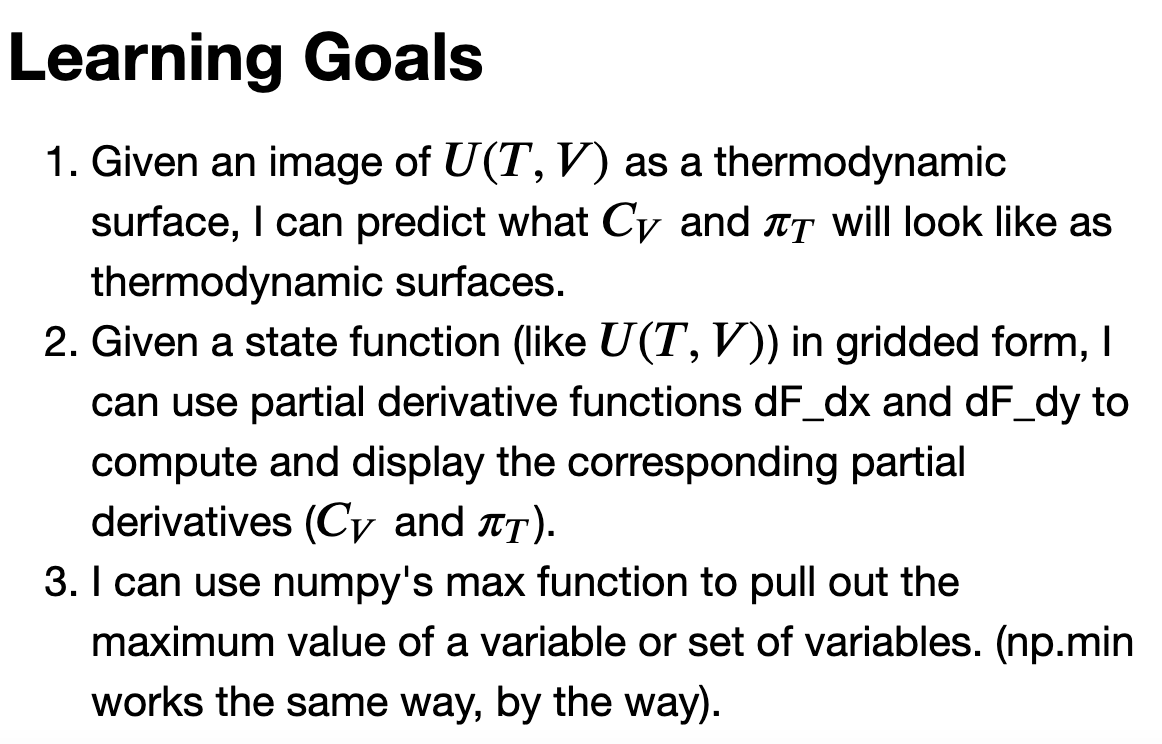 Learning Goals
1. Given an image of U(T, V) as a thermodynamic
surface, I can predict what C_V and π_T will look like as
thermodynamic surfaces.
2. Given a state function (like U(T, V)) in gridded form, I
can use partial derivative functions dF_dx and dF_dy to
compute and display the corresponding partial
derivatives (C_V and π_T).
3. I can use numpy's max function to pull out the
maximum value of a variable or set of variables. (np.min
works the same way, by the way).